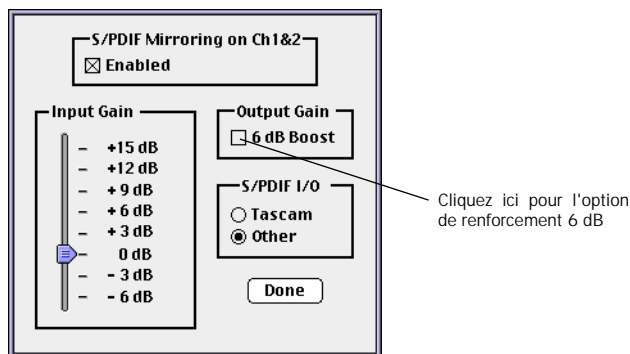 S/PDIF Mirroring on Ch1&2
Enabled
Input Gain
+15 dB
+12 dB
+ 9 dB
+ 6 dB
+ 3 dB
0 dB
- 3 dB
- 6 dB
Output Gain
6 dB Boost
S/PDIF I/O
Tascam
Other
Done
Cliquez ici pour l'option
de renforcement 6 dB